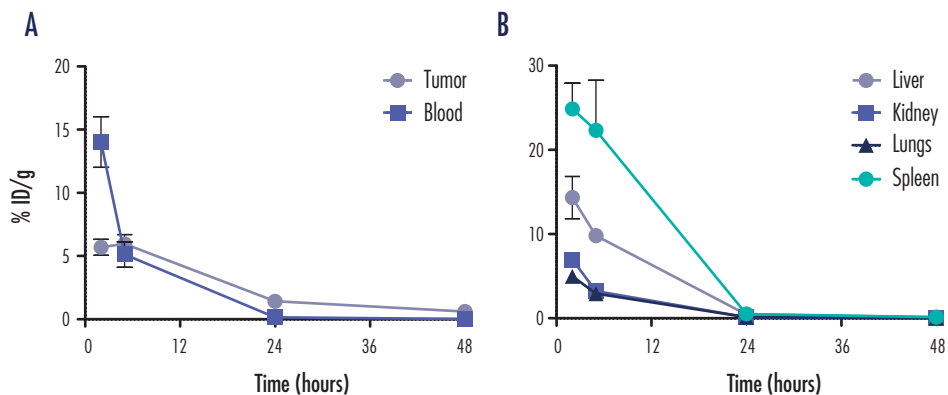 A
20
15
10
5
0
% ID/g
0 12 24 36 48
Time (hours)
Tumor
Blood
B
30
20
10
0
0 12 24 36 48
Time (hours)
Liver
Kidney
Lungs
Spleen